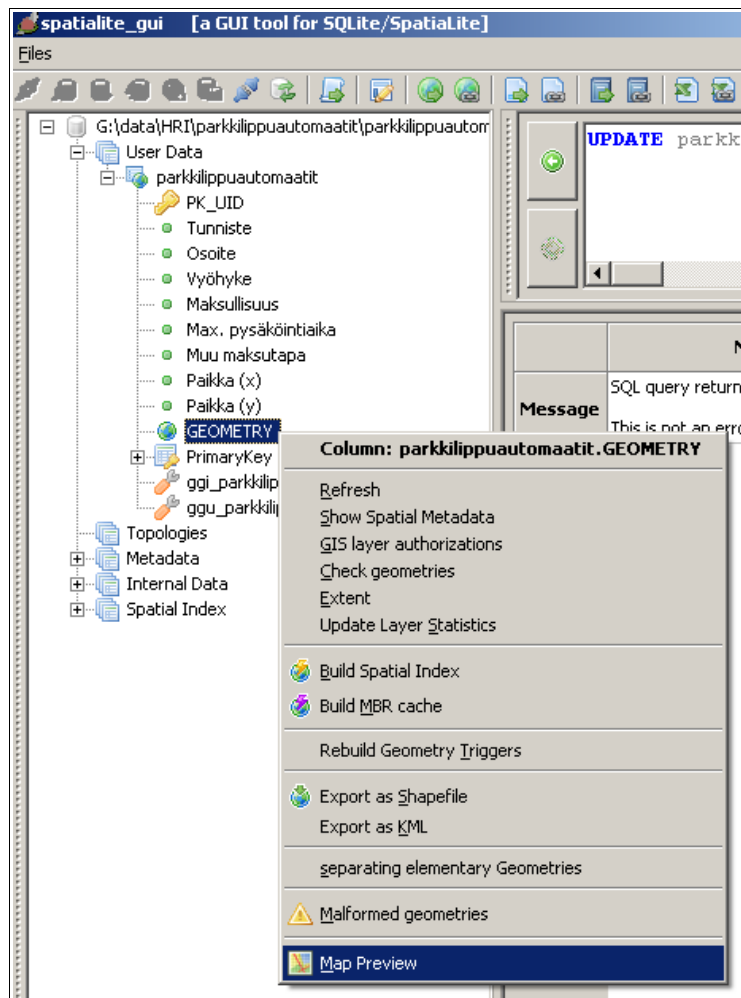 spatialite_gui [a GUI tool for SQLite/SpatiaLite]
Files
G:\data\HRI\parkkilippuautomaatit\parkkilippuautom
User Data
parkkilippuautomaatit
PK_UID
Tunniste
Osoite
Vyöhyke
Maksullisuus
Max. pysäköintiaika
Muu maksutapa
Paikka (x)
Paikka (y)
GEOMETRY
PrimaryKey
ggi_parkkilip
ggu_parkkilip
Topologies
Metadata
Internal Data
Spatial Index
UPDATE parkk
Message
SQL query return
This is not an erro
Column: parkkilippuautomaatit.GEOMETRY
Refresh
Show Spatial Metadata
GIS layer authorizations
Check geometries
Extent
Update Layer Statistics
Build Spatial Index
Build MBR cache
Rebuild Geometry Triggers
Export as Shapefile
Export as KML
separating elementary Geometries
Malformed geometries
Map Preview